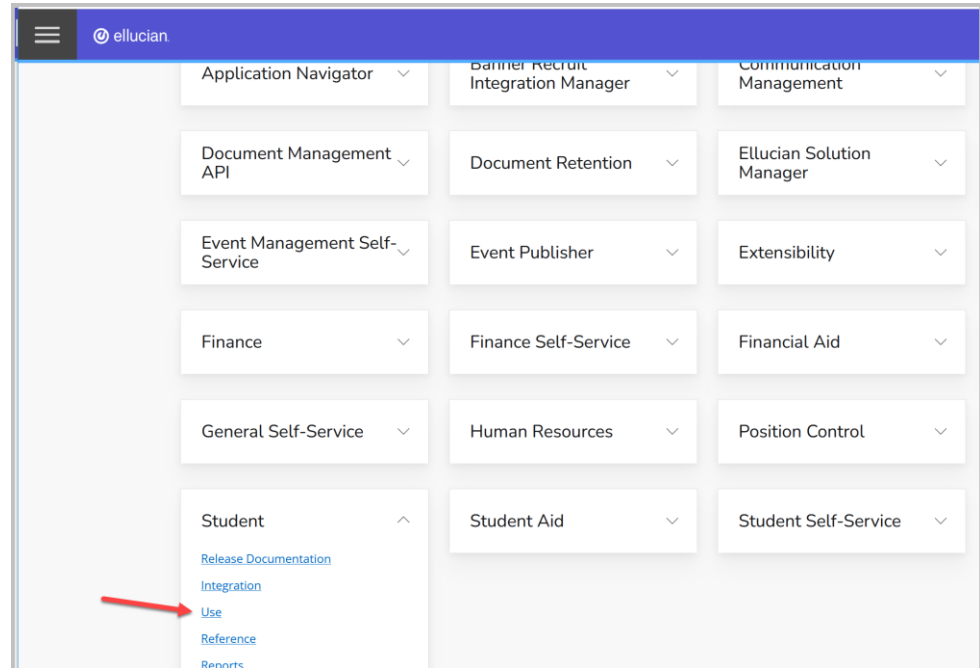 ellucian.
Application Navigator
Banner Recruit
Integration Manager
Communication
Management
Document Management
API
Document Retention
Ellucian Solution
Manager
Event Management Self-
Service
Event Publisher
Extensibility
Finance
Finance Self-Service
Financial Aid
General Self-Service
Human Resources
Position Control
Student
Student Aid
Student Self-Service
Release Documentation
Integration
Use
Reference
Reports